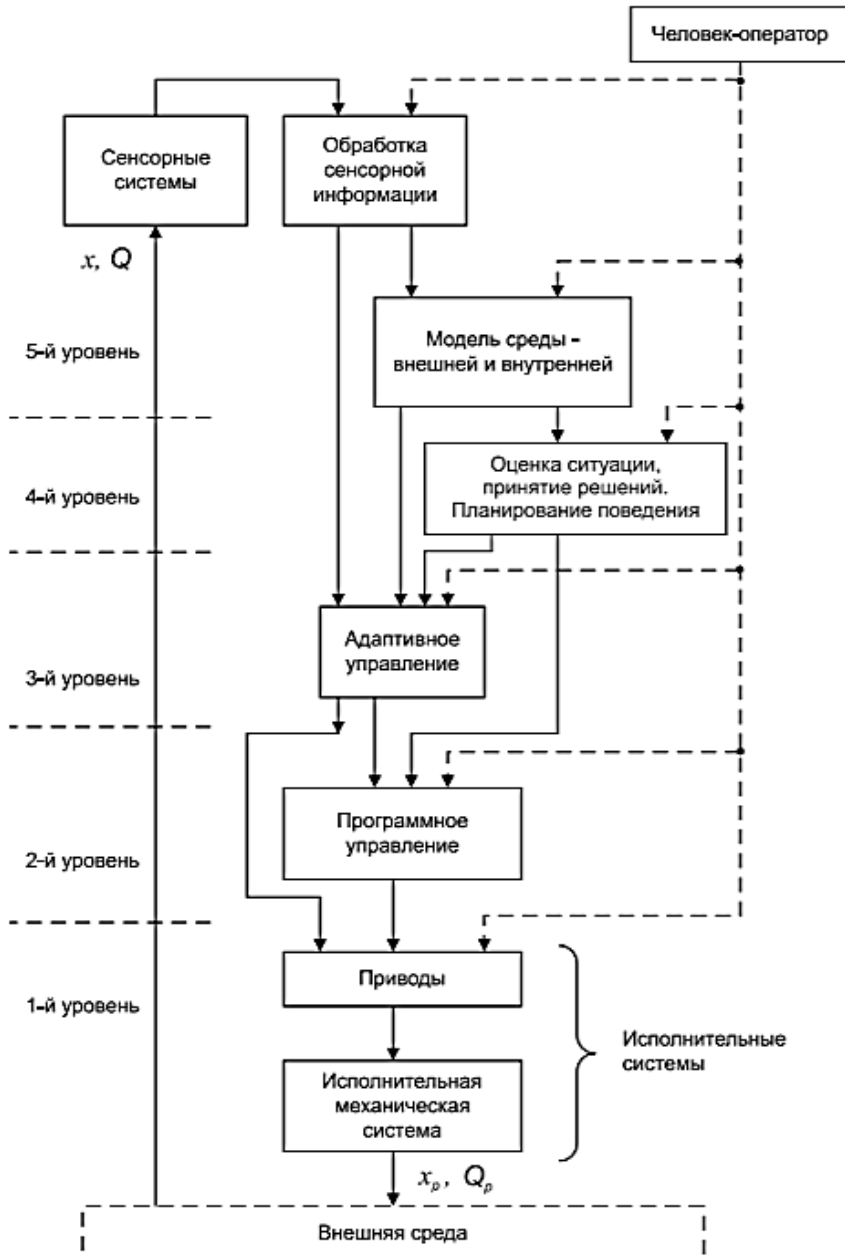 Человек-оператор
Сенсорные
системы
Обработка
сенсорной
информации
x, Q
Модель среды -
внешней и внутренней
5-й уровень
Оценка ситуации,
принятие решений.
Планирование поведения
4-й уровень
Адаптивное
управление
3-й уровень
Программное
управление
2-й уровень
Приводы
1-й уровень
Исполнительные
системы
Исполнительная
механическая
система
xₚ, Qₚ
Внешняя среда